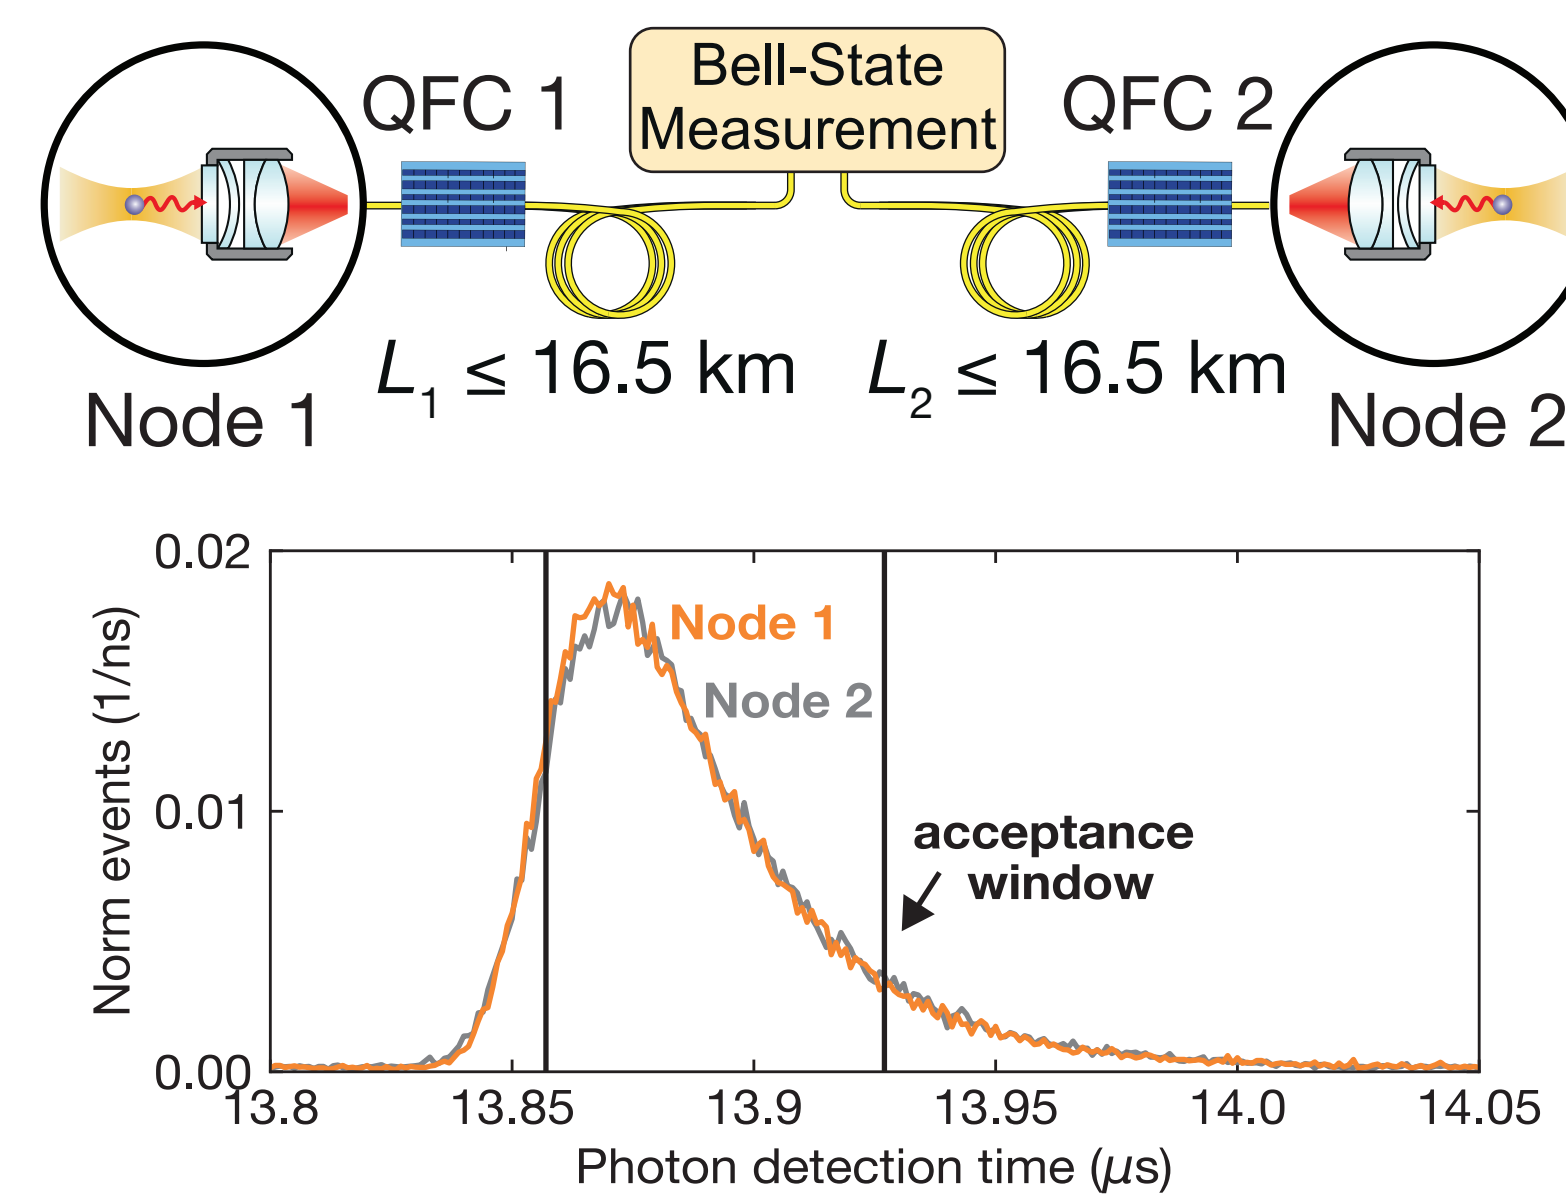 QFC 1
Bell-State
Measurement
QFC 2
L1 ≤ 16.5 km
L2 ≤ 16.5 km
Node 1
Node 2
0.02
0.01
0.00
Norm events (1/ns)
Node 1
Node 2
acceptance
window
13.8
13.85
13.9
13.95
14.0
14.05
Photon detection time (μs)